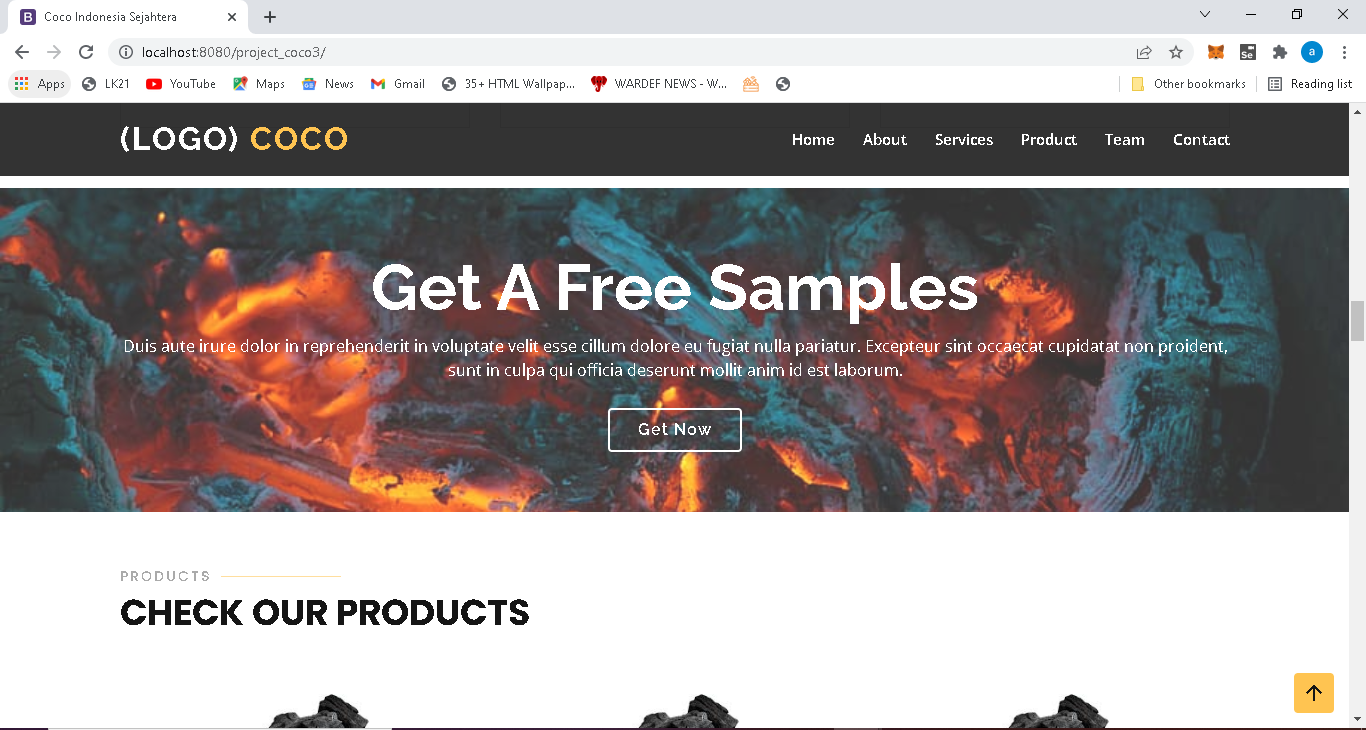 Coco Indonesia Sejahtera
localhost:8080/project_coco3/
Apps LK21 YouTube Maps News Gmail 35+ HTML Wallpap... WARDEF NEWS - W... Other bookmarks Reading list
(LOGO) COCO Home About Services Product Team Contact
Get A Free Samples
Duis aute irure dolor in reprehenderit in voluptate velit esse cillum dolore eu fugiat nulla pariatur. Excepteur sint occaecat cupidatat non proident,
sunt in culpa qui officia deserunt mollit anim id est laborum.
Get Now
PRODUCTS
CHECK OUR PRODUCTS